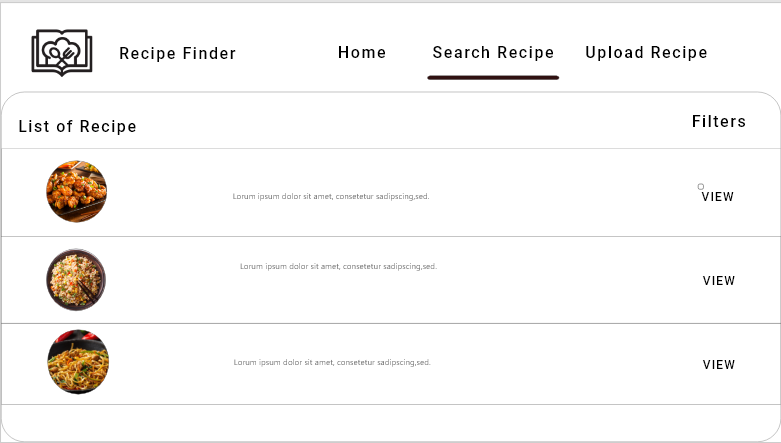 Recipe Finder Home Search Recipe Upload Recipe
List of Recipe Filters
Lorum ipsum dolor sit amet, consetetur sadipscing,sed. VIEW
Lorum ipsum dolor sit amet, consetetur sadipscing,sed. VIEW
Lorum ipsum dolor sit amet, consetetur sadipscing,sed. VIEW